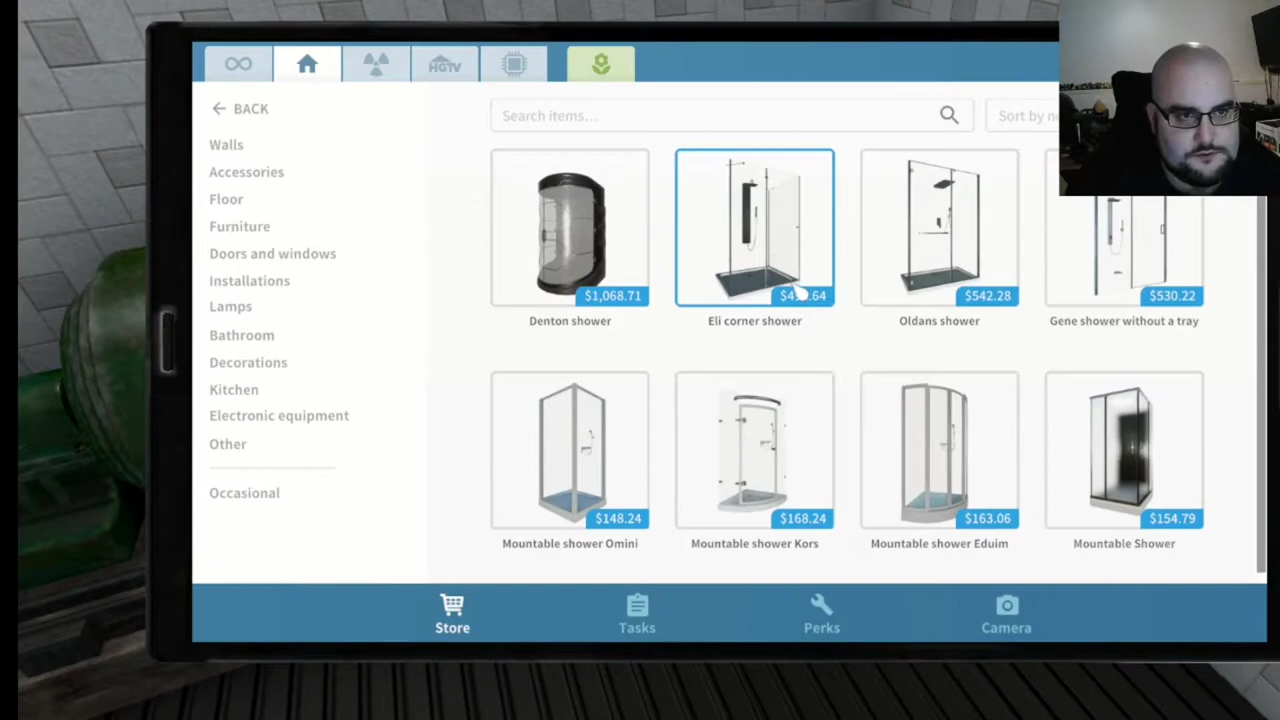 HGTV
BACK
Search items...
Sort by
Walls
Accessories
Floor
Furniture
Doors and windows
Installations
Lamps
Bathroom
Decorations
Kitchen
Electronic equipment
Other
Occasional
$1,068.71
$542.28
$530.22
Denton shower
Eli corner shower
Oldans shower
Gene shower without a tray
$148.24
$168.24
$163.06
$154.79
Mountable shower Omini
Mountable shower Kors
Mountable shower Eduim
Mountable Shower
Store
Tasks
Perks
Camera